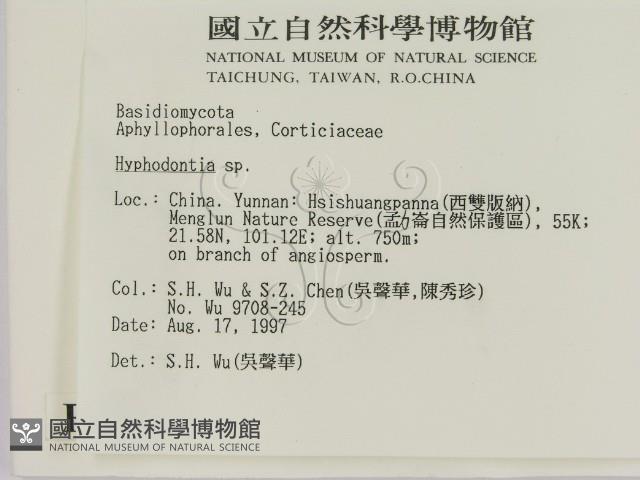 國立自然科學博物館
NATIONAL MUSEUM OF NATURAL SCIENCE
TAICHUNG, TAIWAN, R.O.CHINA
Basidiomycota
Aphyllophorales, Corticiaceae
Hyphodontia sp.
Loc.: China. Yunnan: Hsishuangpanna(西雙版納),
Menglun Nature Reserve(孟力崙自然保護區), 55K;
21.58N, 101.12E; alt. 750m;
on branch of angiosperm.
Col.: S.H. Wu & S.Z. Chen(吳聲華,陳秀珍)
No. Wu 9708-245
Date: Aug. 17, 1997
Det.: S.H. Wu(吳聲華)
國立自然科學博物館
NATIONAL MUSEUM OF NATURAL SCIENCE